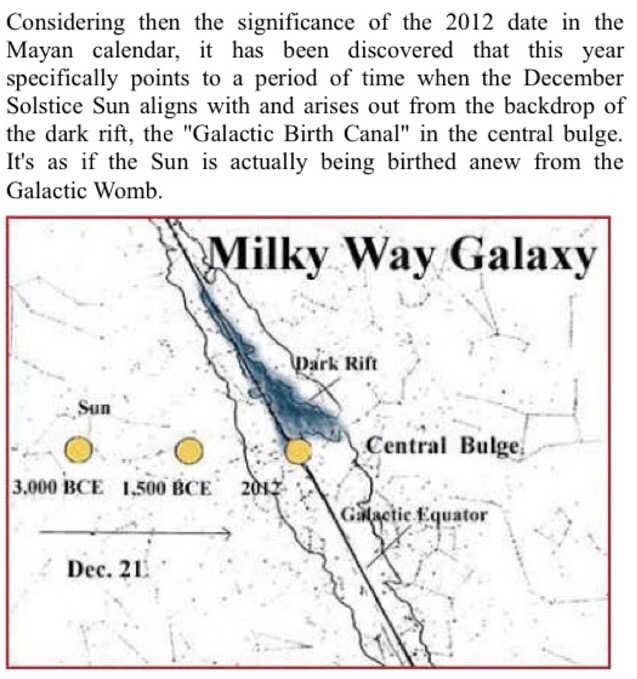 Considering then the significance of the 2012 date in the
Mayan calendar, it has been discovered that this year
specifically points to a period of time when the December
Solstice Sun aligns with and arises out from the backdrop of
the dark rift, the "Galactic Birth Canal" in the central bulge.
It's as if the Sun is actually being birthed anew from the
Galactic Womb.
Milky Way Galaxy
Dark Rift
Sun
Central Bulge
3,000 BCE 1,500 BCE 2012
Galactic Equator
Dec. 21